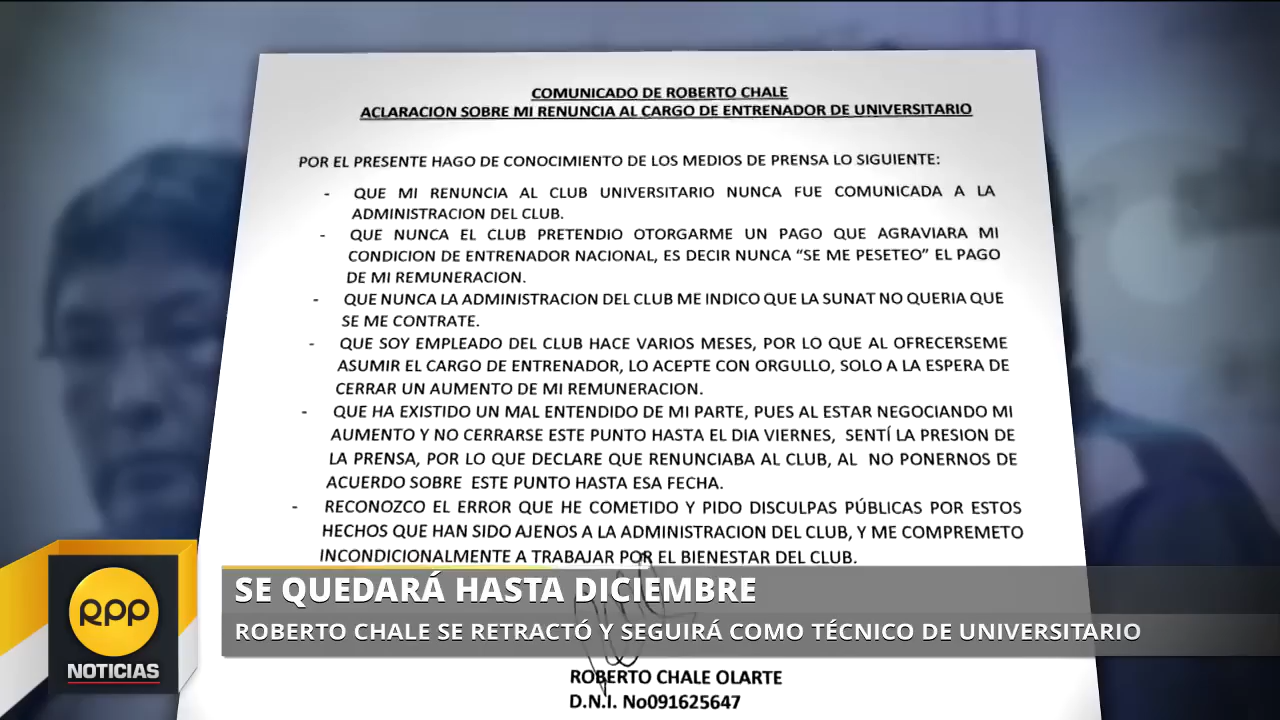 COMUNICADO DE ROBERTO CHALE
ACLARACION SOBRE MI RENUNCIA AL CARGO DE ENTRENADOR DE UNIVERSITARIO
POR EL PRESENTE HAGO DE CONOCIMIENTO DE LOS MEDIOS DE PRENSA LO SIGUIENTE:
- QUE MI RENUNCIA AL CLUB UNIVERSITARIO NUNCA FUE COMUNICADA A LA
ADMINISTRACION DEL CLUB.
- QUE NUNCA EL CLUB PRETENDIO OTORGARME UN PAGO QUE AGRAVIARA MI
CONDICION DE ENTRENADOR NACIONAL, ES DECIR NUNCA “SE ME PESETEO” EL PAGO
DE MI REMUNERACION.
- QUE NUNCA LA ADMINISTRACION DEL CLUB ME INDICO QUE LA SUNAT NO QUERIA QUE
SE ME CONTRATE.
- QUE SOY EMPLEADO DEL CLUB HACE VARIOS MESES, POR LO QUE AL OFRECERSEME
ASUMIR EL CARGO DE ENTRENADOR, LO ACEPTE CON ORGULLO, SOLO A LA ESPERA DE
CERRAR UN AUMENTO DE MI REMUNERACION.
- QUE HA EXISTIDO UN MAL ENTENDIDO DE MI PARTE, PUES AL ESTAR NEGOCIANDO MI
AUMENTO Y NO CERRARSE ESTE PUNTO HASTA EL DIA VIERNES, SENTÍ LA PRESION DE
LA PRENSA, POR LO QUE DECLARE QUE RENUNCIABA AL CLUB, AL NO PONERNOS DE
ACUERDO SOBRE ESTE PUNTO HASTA ESA FECHA.
- RECONOZCO EL ERROR QUE HE COMETIDO Y PIDO DISCULPAS PÚBLICAS POR ESTOS
HECHOS QUE HAN SIDO AJENOS A LA ADMINISTRACION DEL CLUB, Y ME COMPREMETO
INCONDICIONALMENTE A TRABAJAR POR EL BIENESTAR DEL CLUB.
SE QUEDARÁ HASTA DICIEMBRE
ROBERTO CHALE SE RETRACTÓ Y SEGUIRÁ COMO TÉCNICO DE UNIVERSITARIO
RPP
NOTICIAS
ROBERTO CHALE OLARTE
D.N.I. No091625647